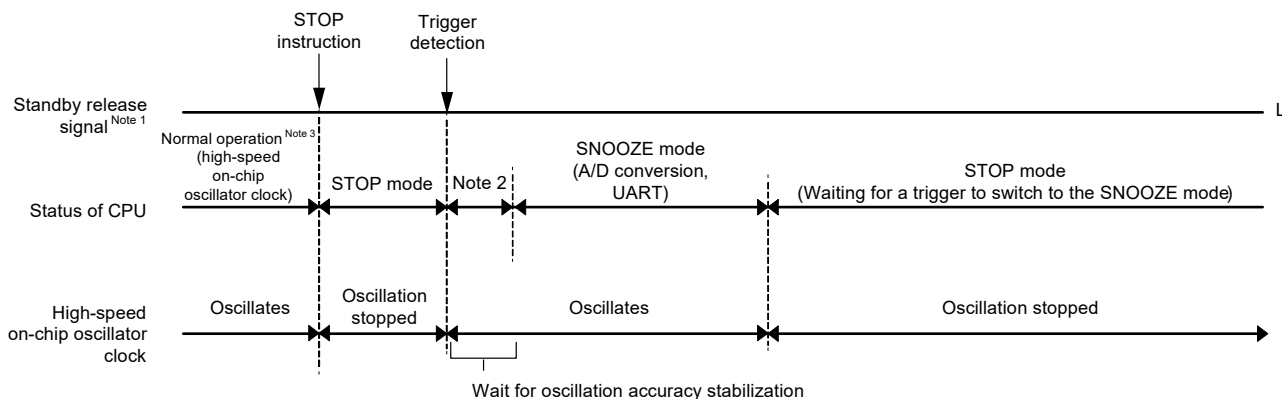 STOP
instruction
Trigger
detection
Standby release
signal Note 1
L
Normal operation Note 3
(high-speed
on-chip
oscillator clock)
STOP mode
Note 2
SNOOZE mode
(A/D conversion,
UART)
STOP mode
(Waiting for a trigger to switch to the SNOOZE mode)
Status of CPU
High-speed
on-chip oscillator
clock
Oscillates
Oscillation
stopped
Oscillates
Oscillation stopped
Wait for oscillation accuracy stabilization